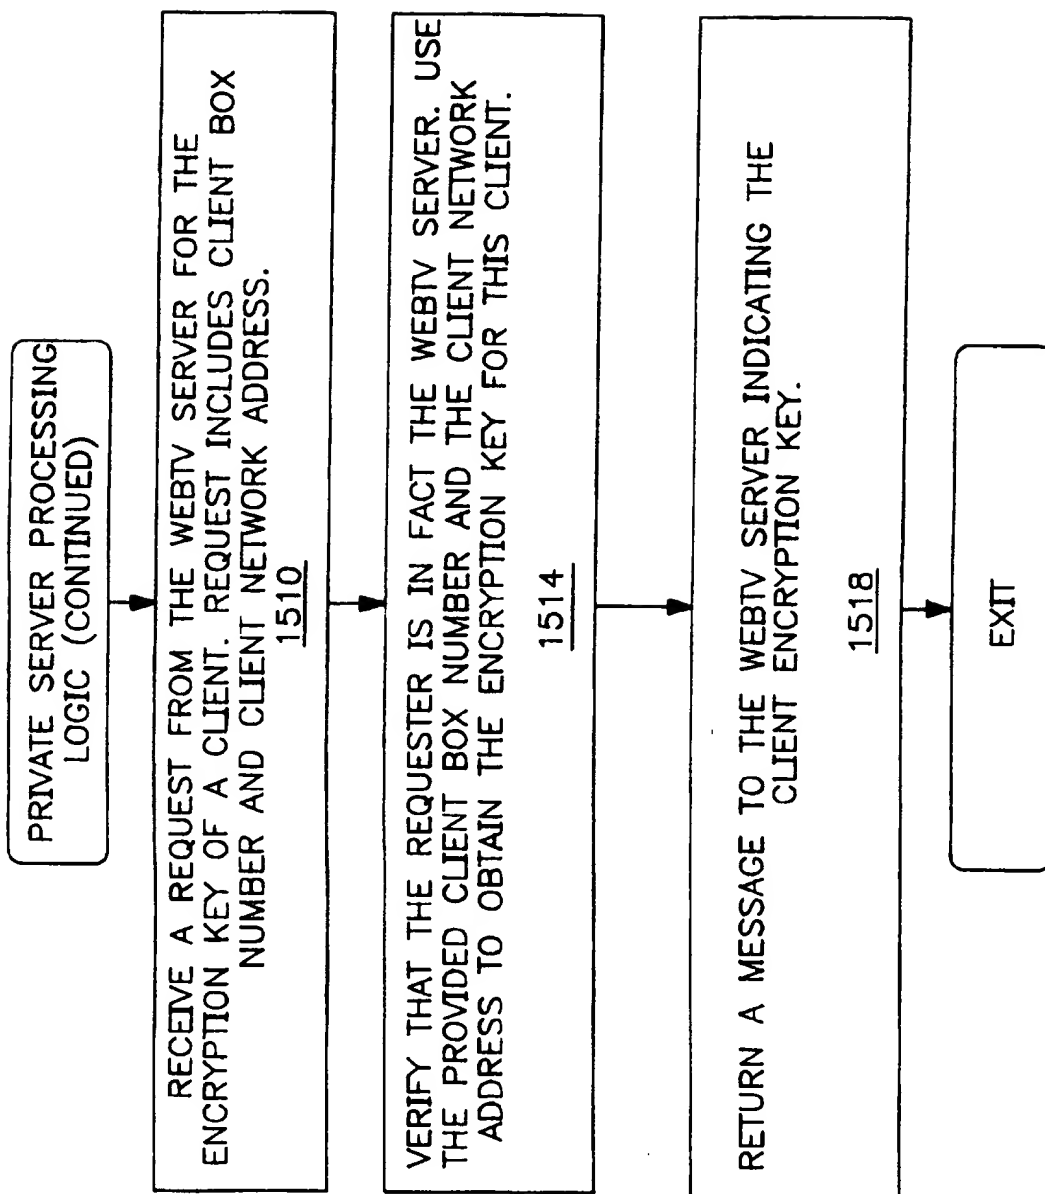 PRIVATE SERVER PROCESSING
LOGIC (CONTINUED)
RECEIVE A REQUEST FROM THE WEBTV SERVER FOR THE
ENCRYPTION KEY OF A CLIENT. REQUEST INCLUDES CLIENT BOX
NUMBER AND CLIENT NETWORK ADDRESS.
1510
VERIFY THAT THE REQUESTER IS IN FACT THE WEBTV SERVER. USE
THE PROVIDED CLIENT BOX NUMBER AND THE CLIENT NETWORK
ADDRESS TO OBTAIN THE ENCRYPTION KEY FOR THIS CLIENT.
1514
RETURN A MESSAGE TO THE WEBTV SERVER INDICATING THE
CLIENT ENCRYPTION KEY.
1518
EXIT